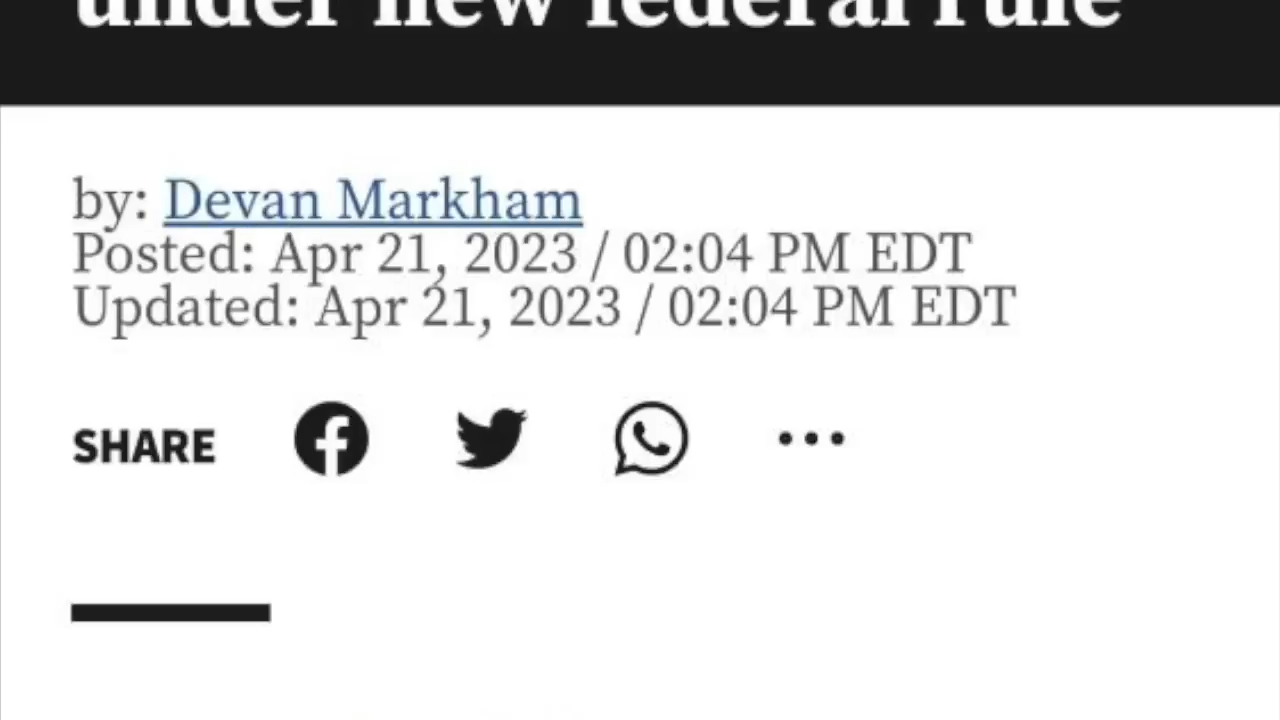 under new federal rule
by: Devan Markham
Posted: Apr 21, 2023 / 02:04 PM EDT
Updated: Apr 21, 2023 / 02:04 PM EDT
SHARE